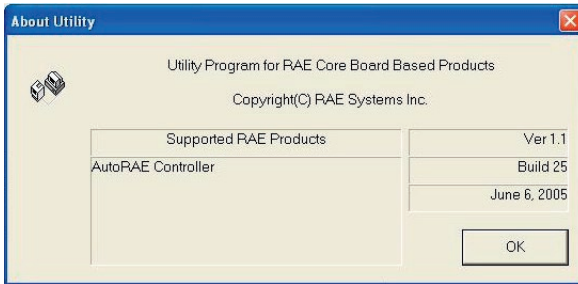 About Utility
Utility Program for RAE Core Board Based Products
Copyright(C) RAE Systems Inc.
Supported RAE Products
Ver 1.1
AutoRAE Controller
Build 25
June 6, 2005
OK